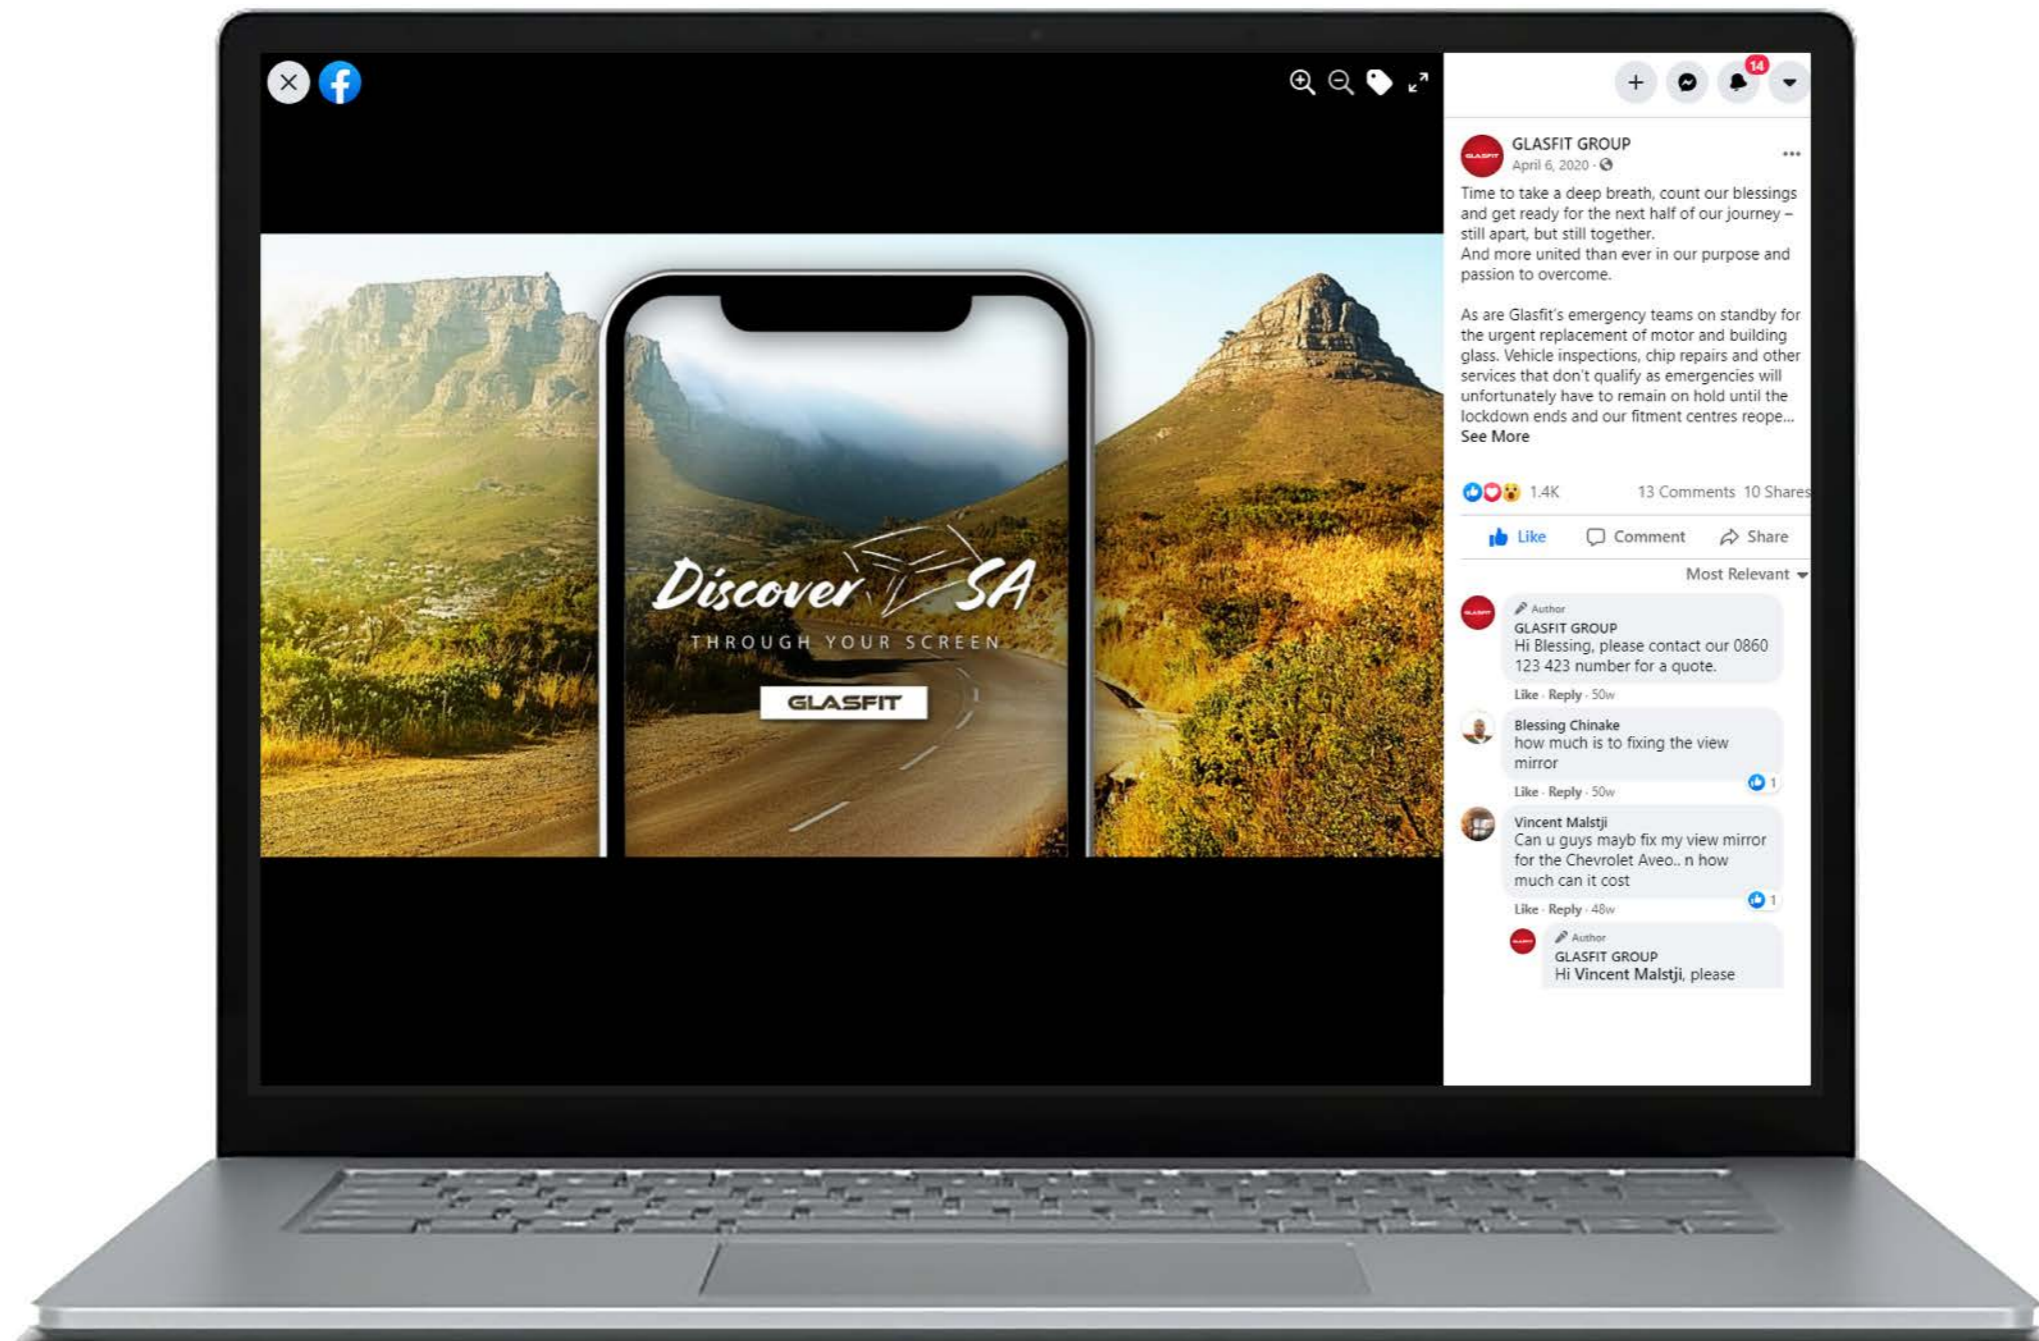 14
GLASFIT
GLASFIT GROUP
April 6, 2020 ·
Time to take a deep breath, count our blessings
and get ready for the next half of our journey –
still apart, but still together.
And more united than ever in our purpose and
passion to overcome.
As are Glasfit's emergency teams on standby for
the urgent replacement of motor and building
glass. Vehicle inspections, chip repairs and other
services that don't qualify as emergencies will
unfortunately have to remain on hold until the
lockdown ends and our fitment centres reope...
See More
1.4K 13 Comments 10 Shares
Like Comment Share
Most Relevant
Author
GLASFIT GROUP
Hi Blessing, please contact our 0860
123 423 number for a quote.
Like · Reply · 50w
Blessing Chinake
how much is to fixing the view
mirror
1
Like · Reply · 50w
Vincent Malstji
Can u guys mayb fix my view mirror
for the Chevrolet Aveo.. n how
much can it cost
1
Like · Reply · 48w
Author
GLASFIT GROUP
Hi Vincent Malstji, please
Discover SA
THROUGH YOUR SCREEN
GLASFIT